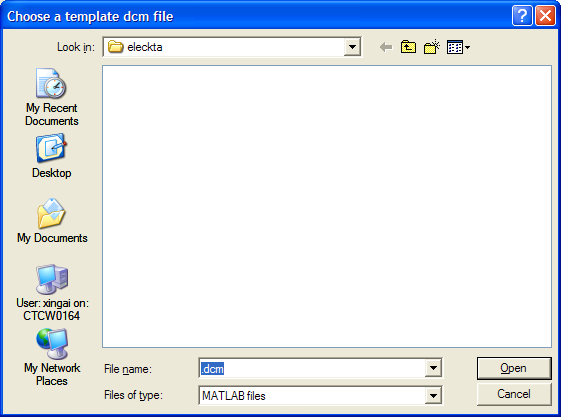 Choose a template dcm file
Look in:
eleckta
My Recent
Documents
Desktop
My Documents
User: xingai on:
CTCW0164
My Network
Places
File name:
.dcm
Open
Files of type:
MATLAB files
Cancel